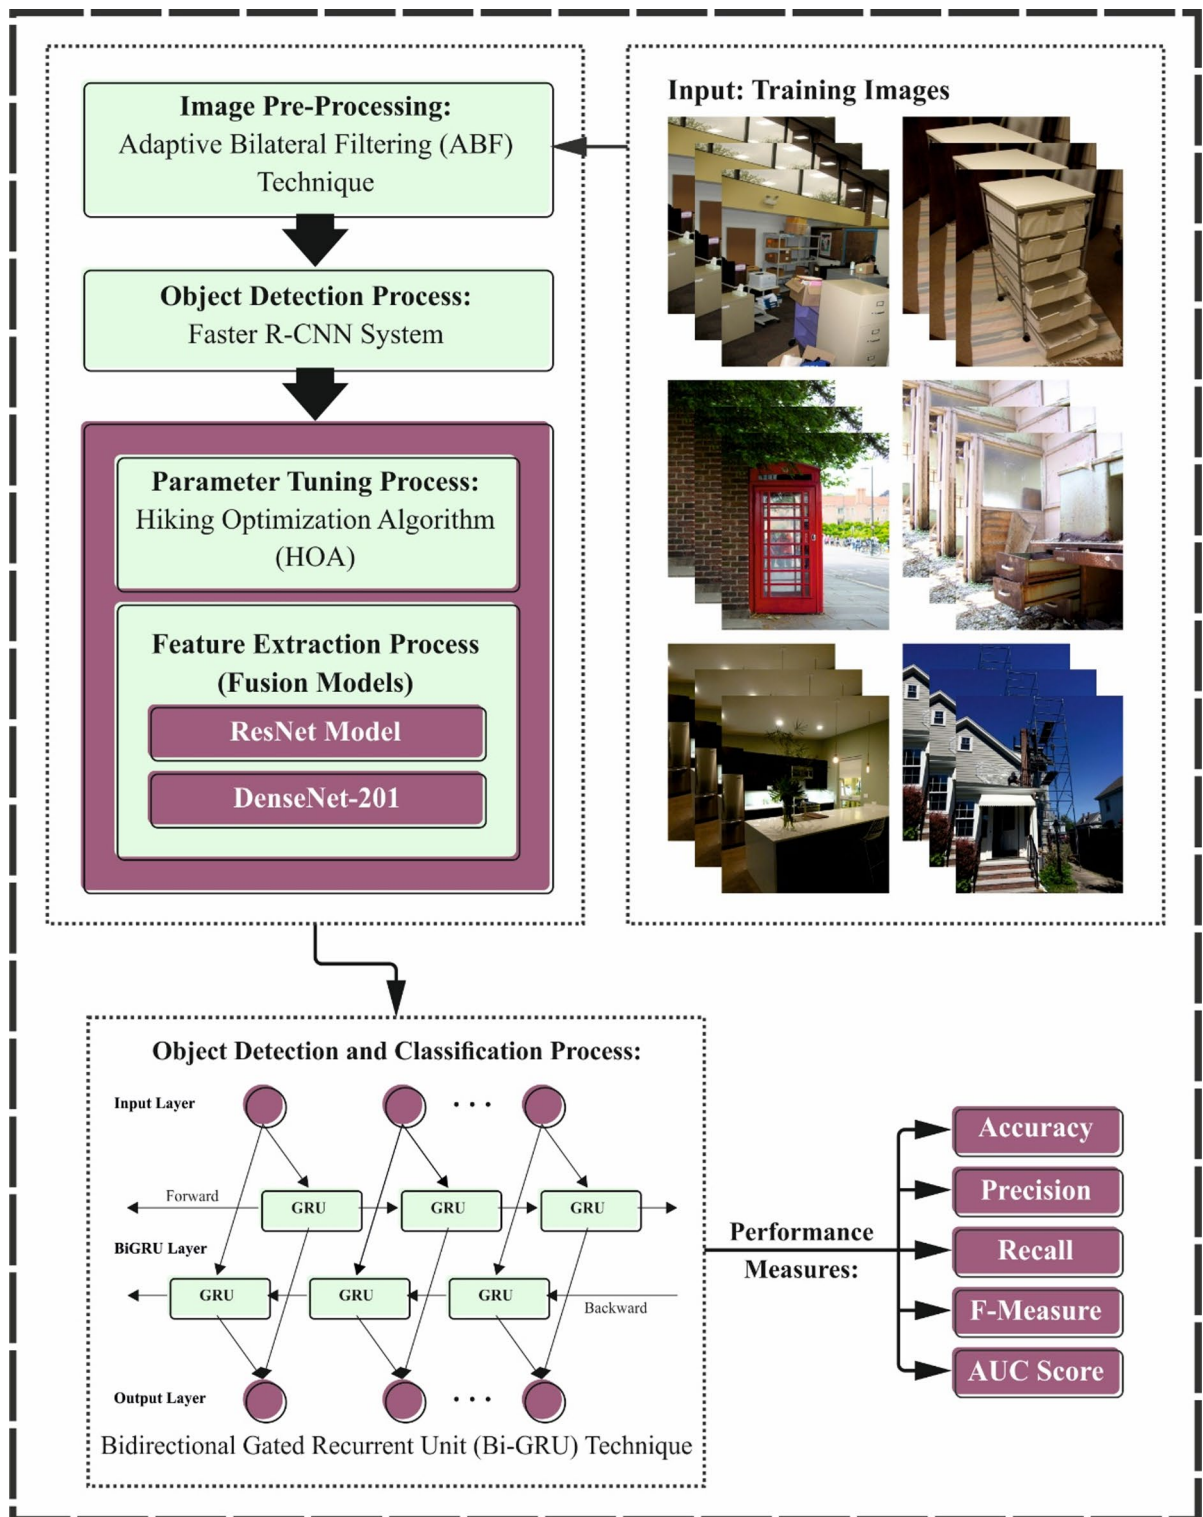 Image Pre-Processing:
Adaptive Bilateral Filtering (ABF)
Technique
Object Detection Process:
Faster R-CNN System
Parameter Tuning Process:
Hiking Optimization Algorithm
(HOA)
Feature Extraction Process
(Fusion Models)
ResNet Model
DenseNet-201
Input: Training Images
Object Detection and Classification Process:
Input Layer
Forward
GRU
GRU
GRU
BiGRU Layer
GRU
GRU
GRU
Backward
Output Layer
Bidirectional Gated Recurrent Unit (Bi-GRU) Technique
Performance
Measures:
Accuracy
Precision
Recall
F-Measure
AUC Score